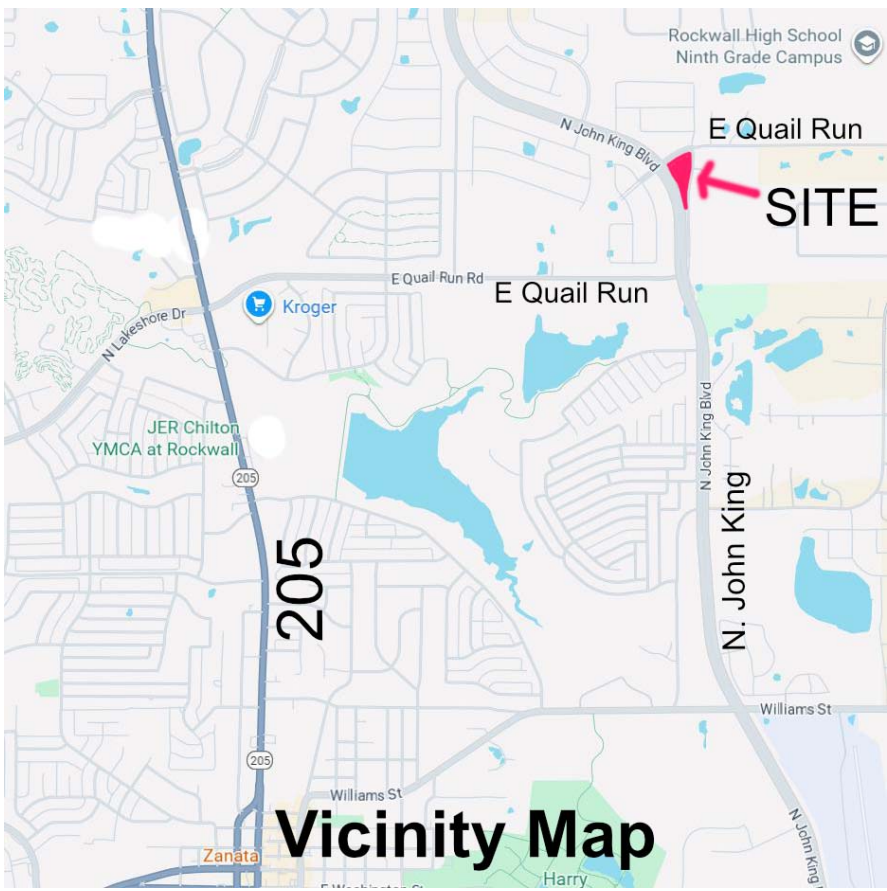 Rockwall High School
Ninth Grade Campus
N John King Blvd
E Quail Run
SITE
E Quail Run Rd
E Quail Run
Kroger
N Lakeshore Dr
JER Chilton
YMCA at Rockwall
205
N John King Blvd
205
N. John King
Williams St
205
Williams St
Vicinity Map
N John King
Zanata
Harry
E Washington St